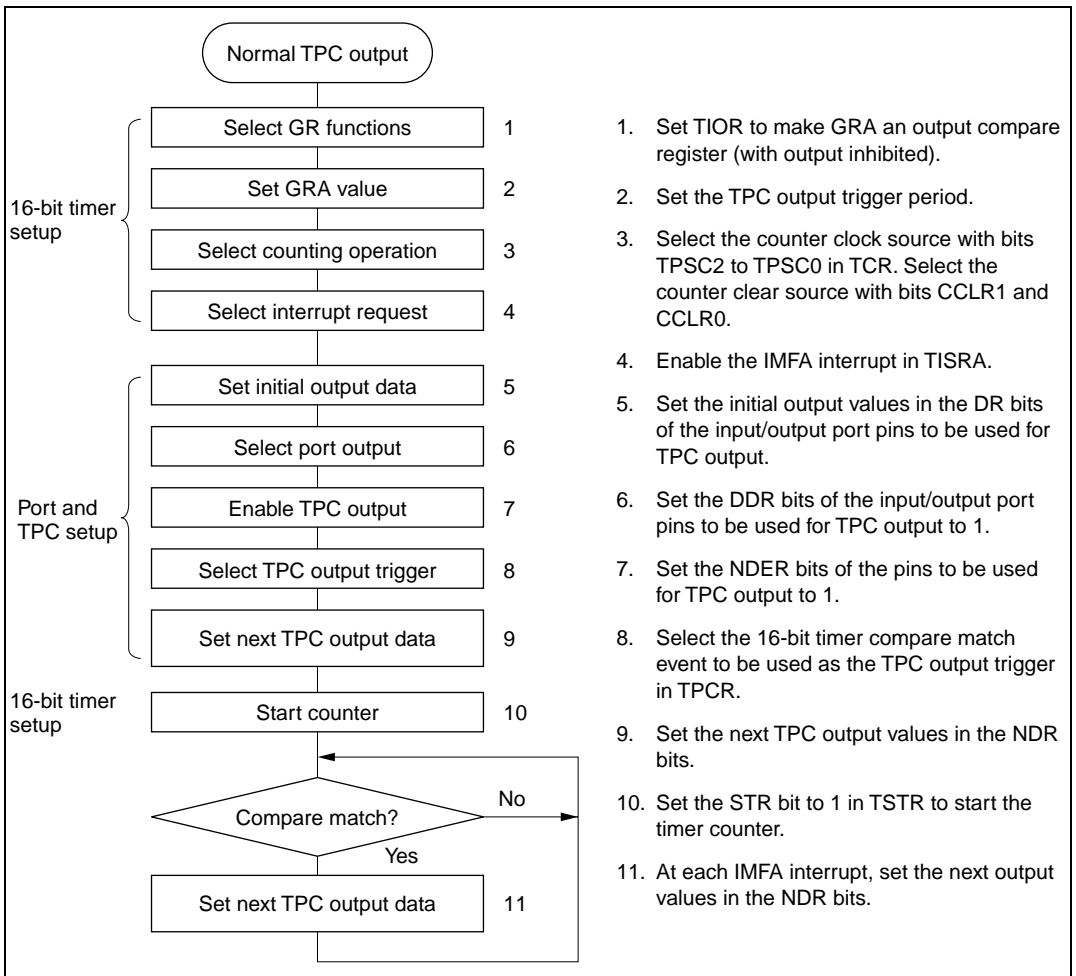 Normal TPC output
16-bit timer
setup
Select GR functions 1
Set GRA value 2
Select counting operation 3
Select interrupt request 4
Port and
TPC setup
Set initial output data 5
Select port output 6
Enable TPC output 7
Select TPC output trigger 8
Set next TPC output data 9
16-bit timer
setup
Start counter 10
Compare match?
No
Yes
Set next TPC output data 11
1. Set TIOR to make GRA an output compare
register (with output inhibited).
2. Set the TPC output trigger period.
3. Select the counter clock source with bits
TPSC2 to TPSC0 in TCR. Select the
counter clear source with bits CCLR1 and
CCLR0.
4. Enable the IMFA interrupt in TISRA.
5. Set the initial output values in the DR bits
of the input/output port pins to be used for
TPC output.
6. Set the DDR bits of the input/output port
pins to be used for TPC output to 1.
7. Set the NDER bits of the pins to be used
for TPC output to 1.
8. Select the 16-bit timer compare match
event to be used as the TPC output trigger
in TPCR.
9. Set the next TPC output values in the NDR
bits.
10. Set the STR bit to 1 in TSTR to start the
timer counter.
11. At each IMFA interrupt, set the next output
values in the NDR bits.